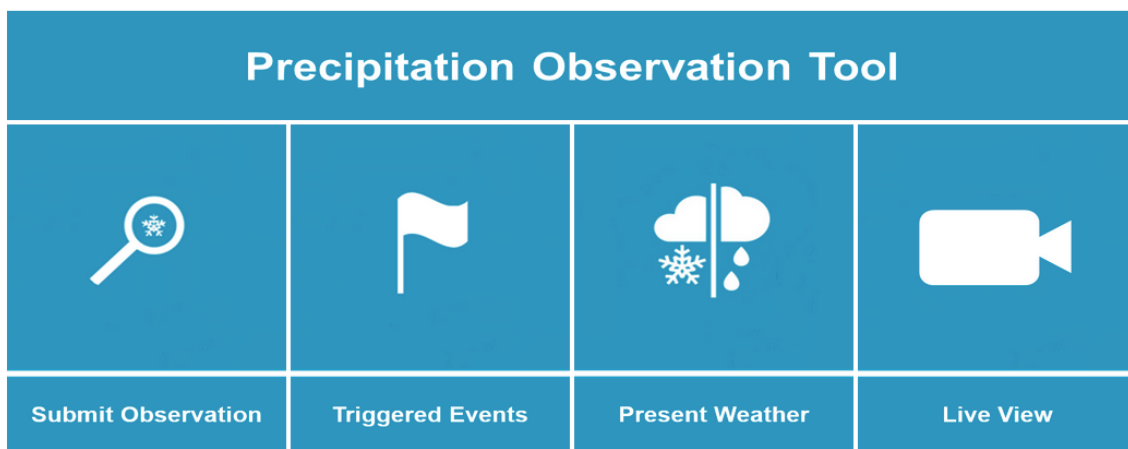 Precipitation Observation Tool
Submit Observation
Triggered Events
Present Weather
Live View